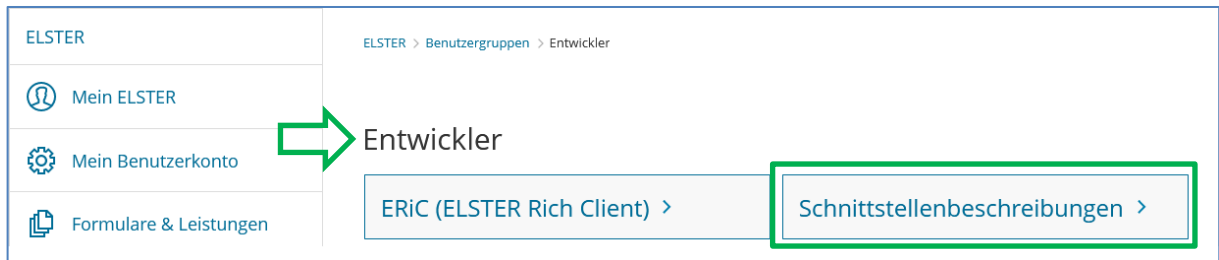 ELSTER
Mein ELSTER
Mein Benutzerkonto
Formulare & Leistungen
ELSTER > Benutzergruppen > Entwickler
Entwickler
ERiC (ELSTER Rich Client) >
Schnittstellenbeschreibungen >